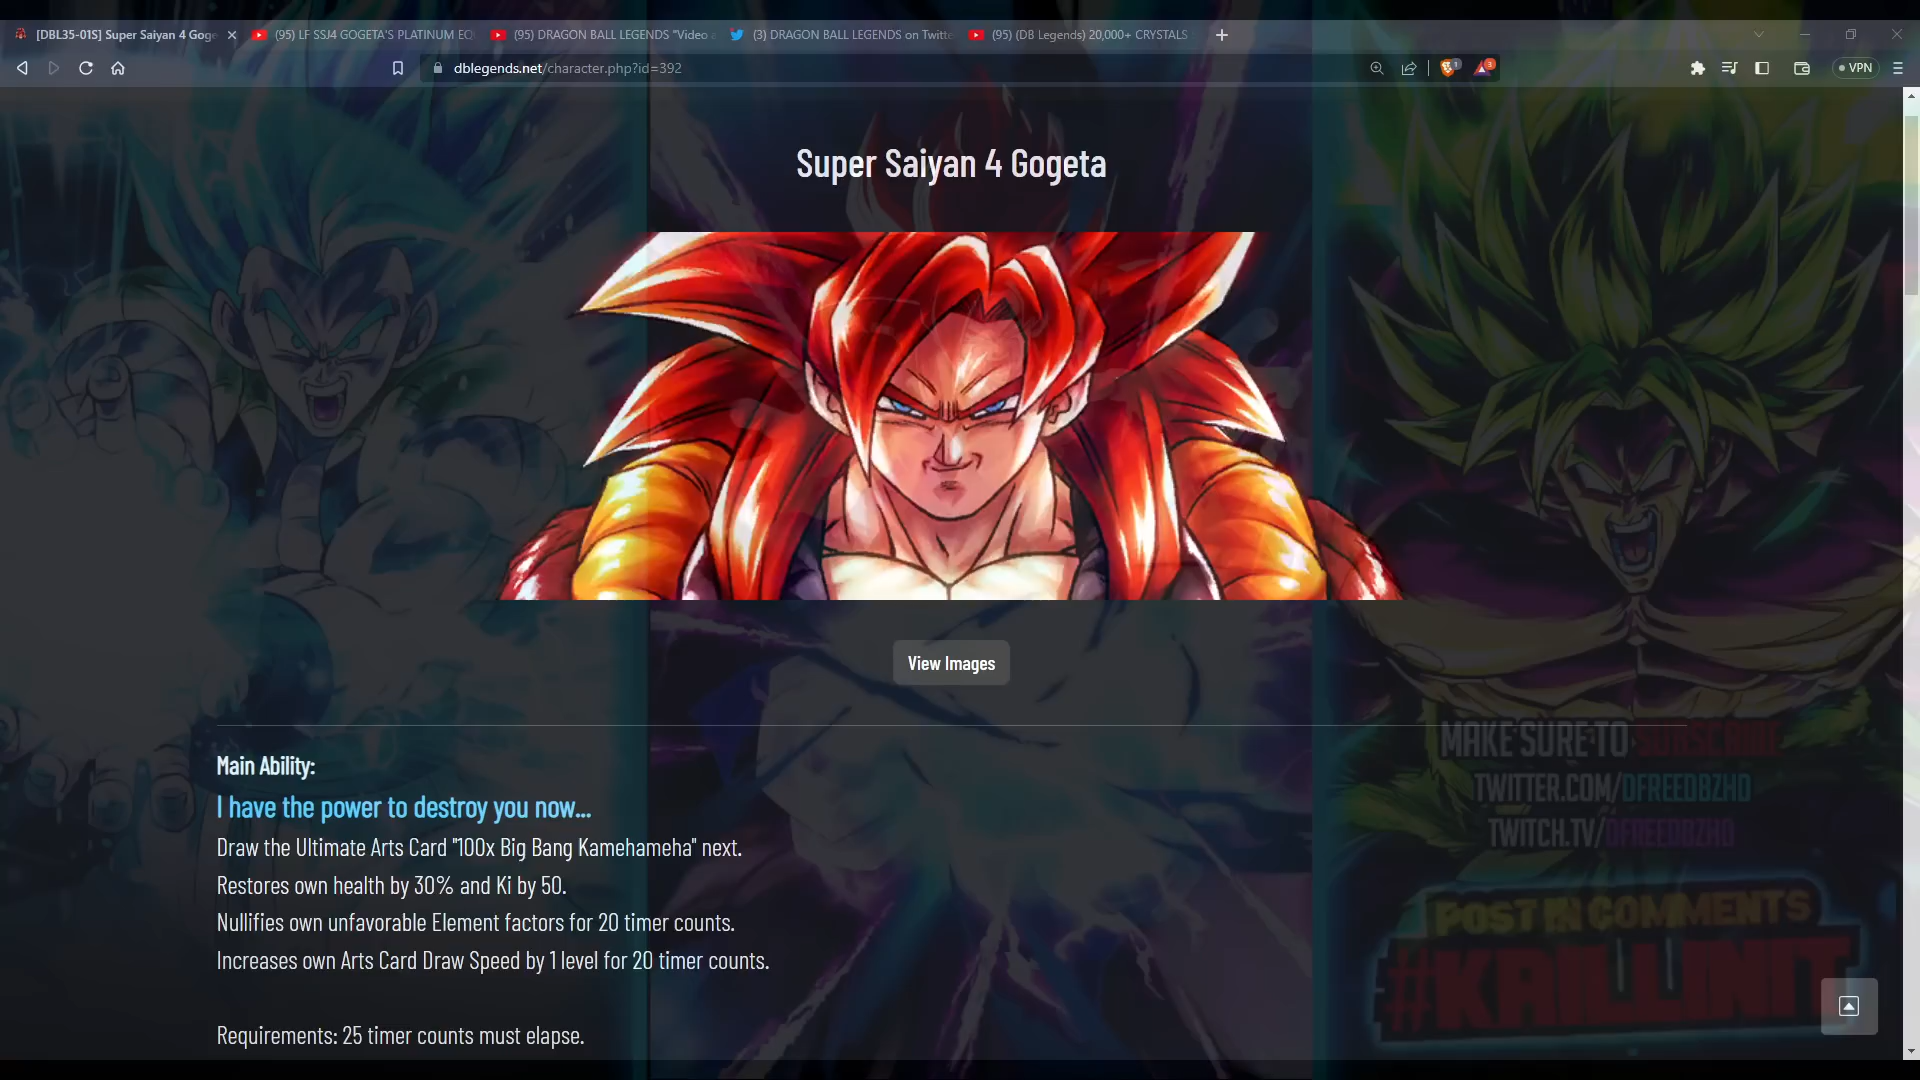 [DBL35-01S] Super Saiyan 4 Goge
(95) LF SSJ4 GOGETA'S PLATINUM EQ
(95) DRAGON BALL LEGENDS "Video a
(3) DRAGON BALL LEGENDS on Twitte
(95) (DB Legends) 20,000+ CRYSTALS
dblegends.net/character.php?id=392
1
3
VPN
Super Saiyan 4 Gogeta
View Images
Main Ability:
I have the power to destroy you now...
Draw the Ultimate Arts Card "100x Big Bang Kamehameha" next.
Restores own health by 30% and Ki by 50.
Nullifies own unfavorable Element factors for 20 timer counts.
Increases own Arts Card Draw Speed by 1 level for 20 timer counts.
Requirements: 25 timer counts must elapse.
MAKE SURE TO SUBSCRIBE
TWITTER.COM/DFREEDBZHD
TWITCH.TV/DFREEDBZHD
POST IN COMMENTS